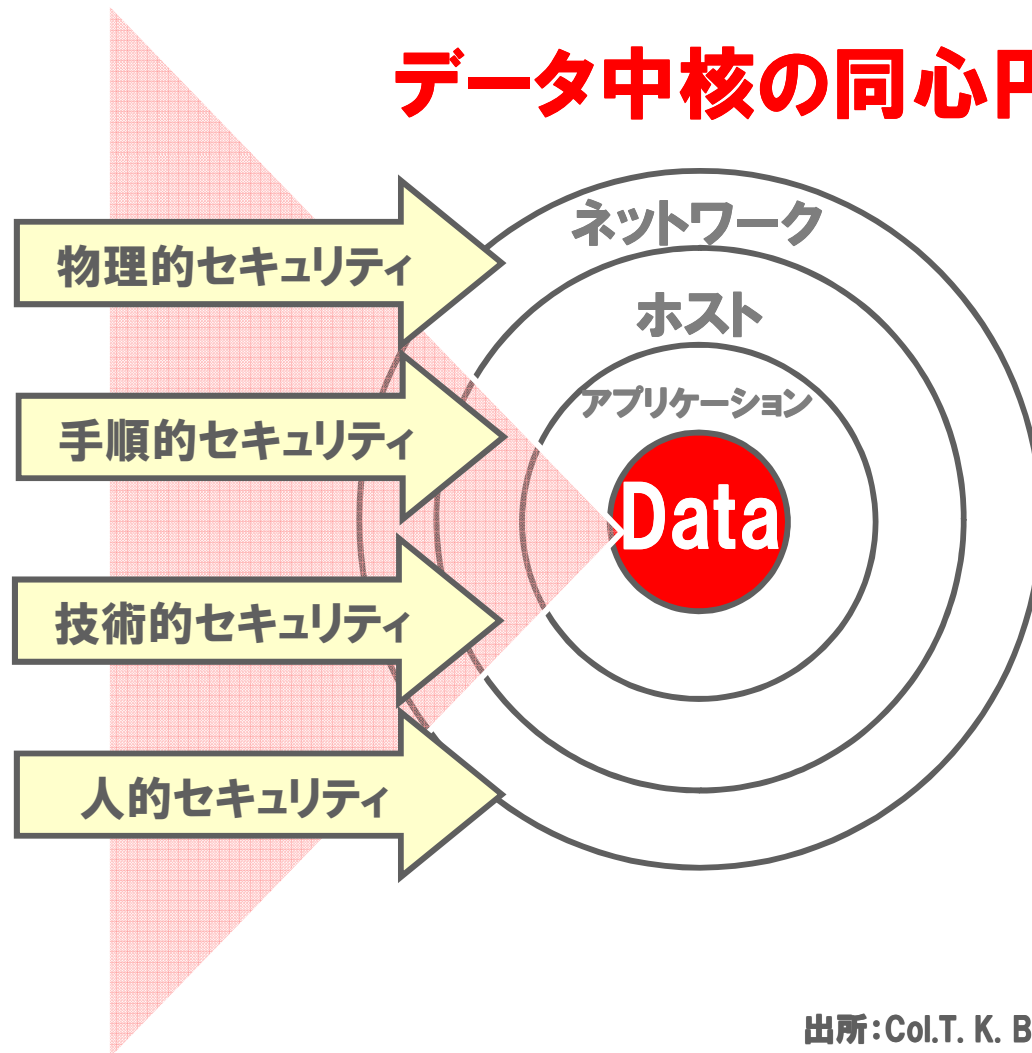 データ中核の同心円
ネットワーク
物理的セキュリティ
ホスト
アプリケーション
手順的セキュリティ
Data
技術的セキュリティ
人的セキュリティ
出所:Col.T. K. B